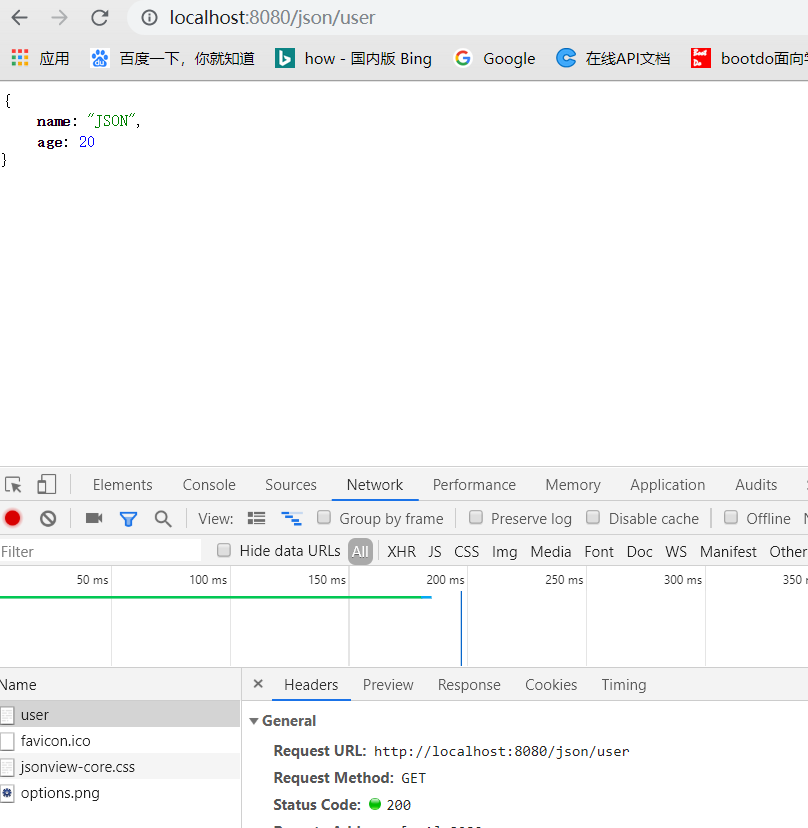 localhost:8080/json/user
应用 百度一下，你就知道 how - 国内版 Bing Google 在线API文档 bootdo面向
{
name: "JSON",
age: 20
}
Elements Console Sources Network Performance Memory Application Audits
View: Group by frame Preserve log Disable cache Offline
Filter Hide data URLs All XHR JS CSS Img Media Font Doc WS Manifest Other
50 ms 100 ms 150 ms 200 ms 250 ms 300 ms 350
Name × Headers Preview Response Cookies Timing
user
favicon.ico
jsonview-core.css
options.png
General
Request URL: http://localhost:8080/json/user
Request Method: GET
Status Code: 200